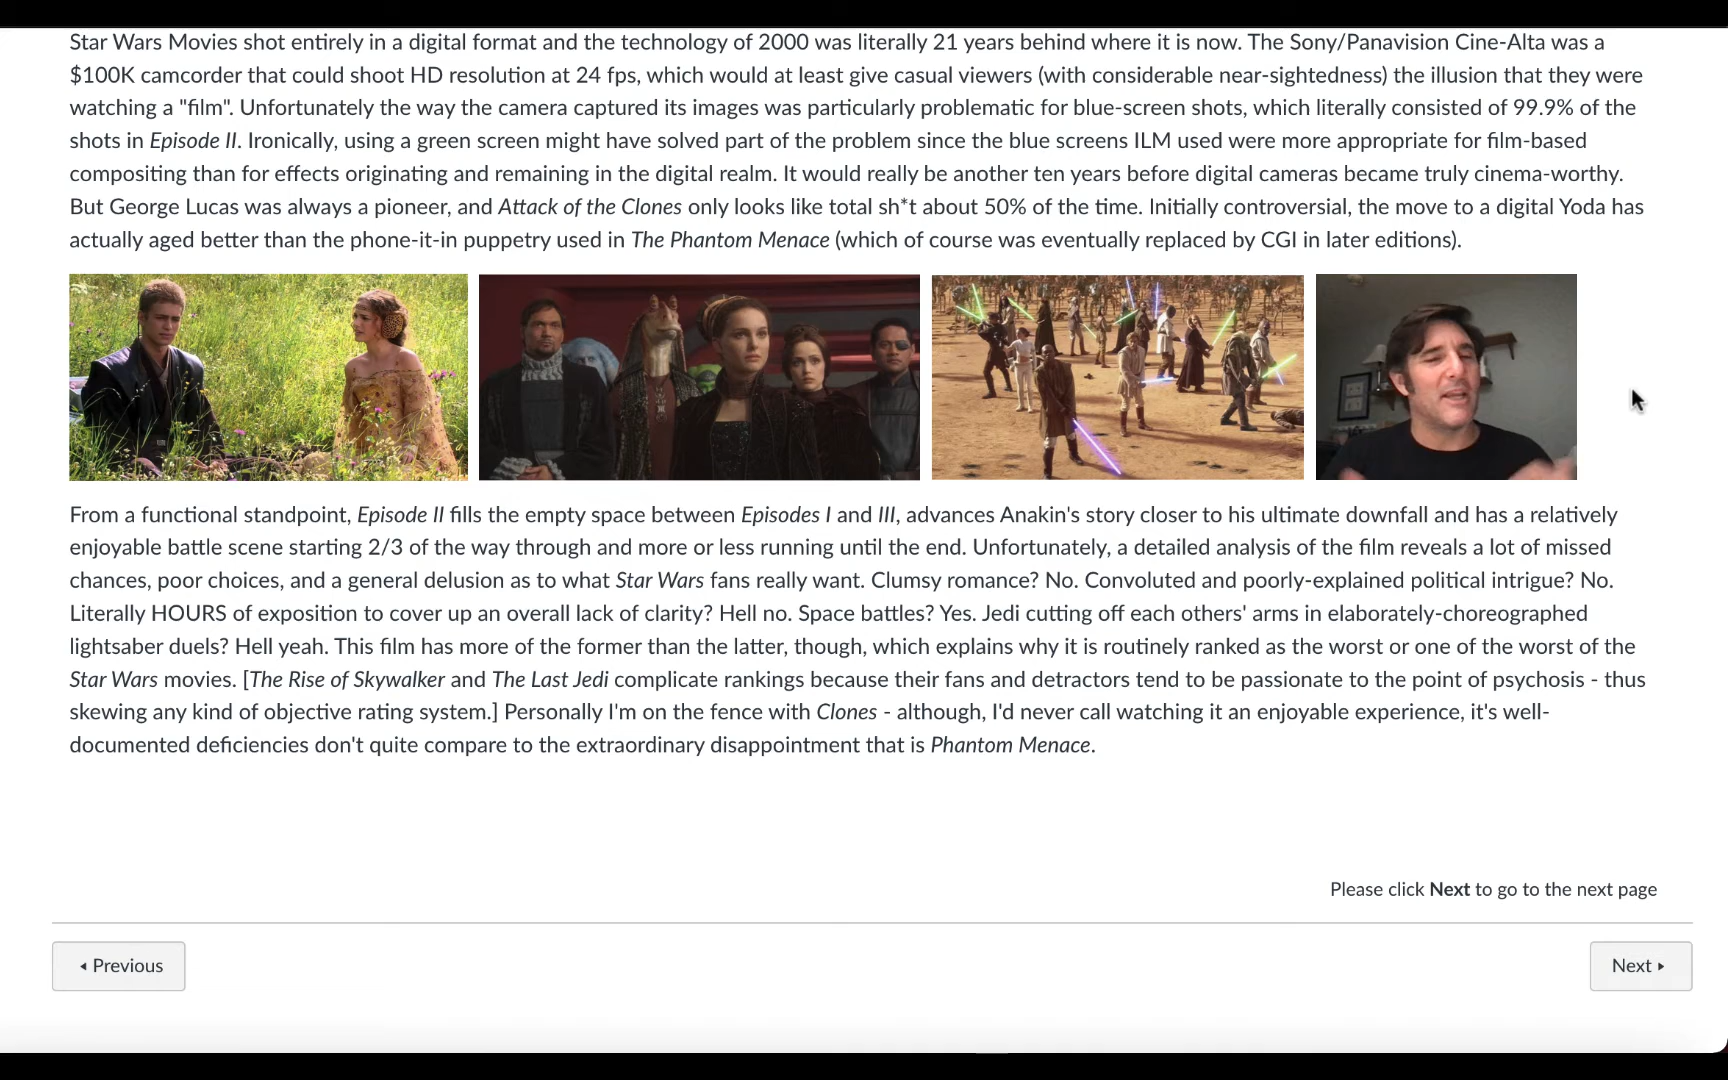 Star Wars Movies shot entirely in a digital format and the technology of 2000 was literally 21 years behind where it is now. The Sony/Panavision Cine-Alta was a
$100K camcorder that could shoot HD resolution at 24 fps, which would at least give casual viewers (with considerable near-sightedness) the illusion that they were
watching a "film". Unfortunately the way the camera captured its images was particularly problematic for blue-screen shots, which literally consisted of 99.9% of the
shots in Episode II. Ironically, using a green screen might have solved part of the problem since the blue screens ILM used were more appropriate for film-based
compositing than for effects originating and remaining in the digital realm. It would really be another ten years before digital cameras became truly cinema-worthy.
But George Lucas was always a pioneer, and Attack of the Clones only looks like total sh*t about 50% of the time. Initially controversial, the move to a digital Yoda has
actually aged better than the phone-it-in puppetry used in The Phantom Menace (which of course was eventually replaced by CGI in later editions).
From a functional standpoint, Episode II fills the empty space between Episodes I and III, advances Anakin's story closer to his ultimate downfall and has a relatively
enjoyable battle scene starting 2/3 of the way through and more or less running until the end. Unfortunately, a detailed analysis of the film reveals a lot of missed
chances, poor choices, and a general delusion as to what Star Wars fans really want. Clumsy romance? No. Convoluted and poorly-explained political intrigue? No.
Literally HOURS of exposition to cover up an overall lack of clarity? Hell no. Space battles? Yes. Jedi cutting off each others' arms in elaborately-choreographed
lightsaber duels? Hell yeah. This film has more of the former than the latter, though, which explains why it is routinely ranked as the worst or one of the worst of the
Star Wars movies. [The Rise of Skywalker and The Last Jedi complicate rankings because their fans and detractors tend to be passionate to the point of psychosis - thus
skewing any kind of objective rating system.] Personally I'm on the fence with Clones - although, I'd never call watching it an enjoyable experience, it's well-
documented deficiencies don't quite compare to the extraordinary disappointment that is Phantom Menace.
Please click Next to go to the next page
Previous
Next